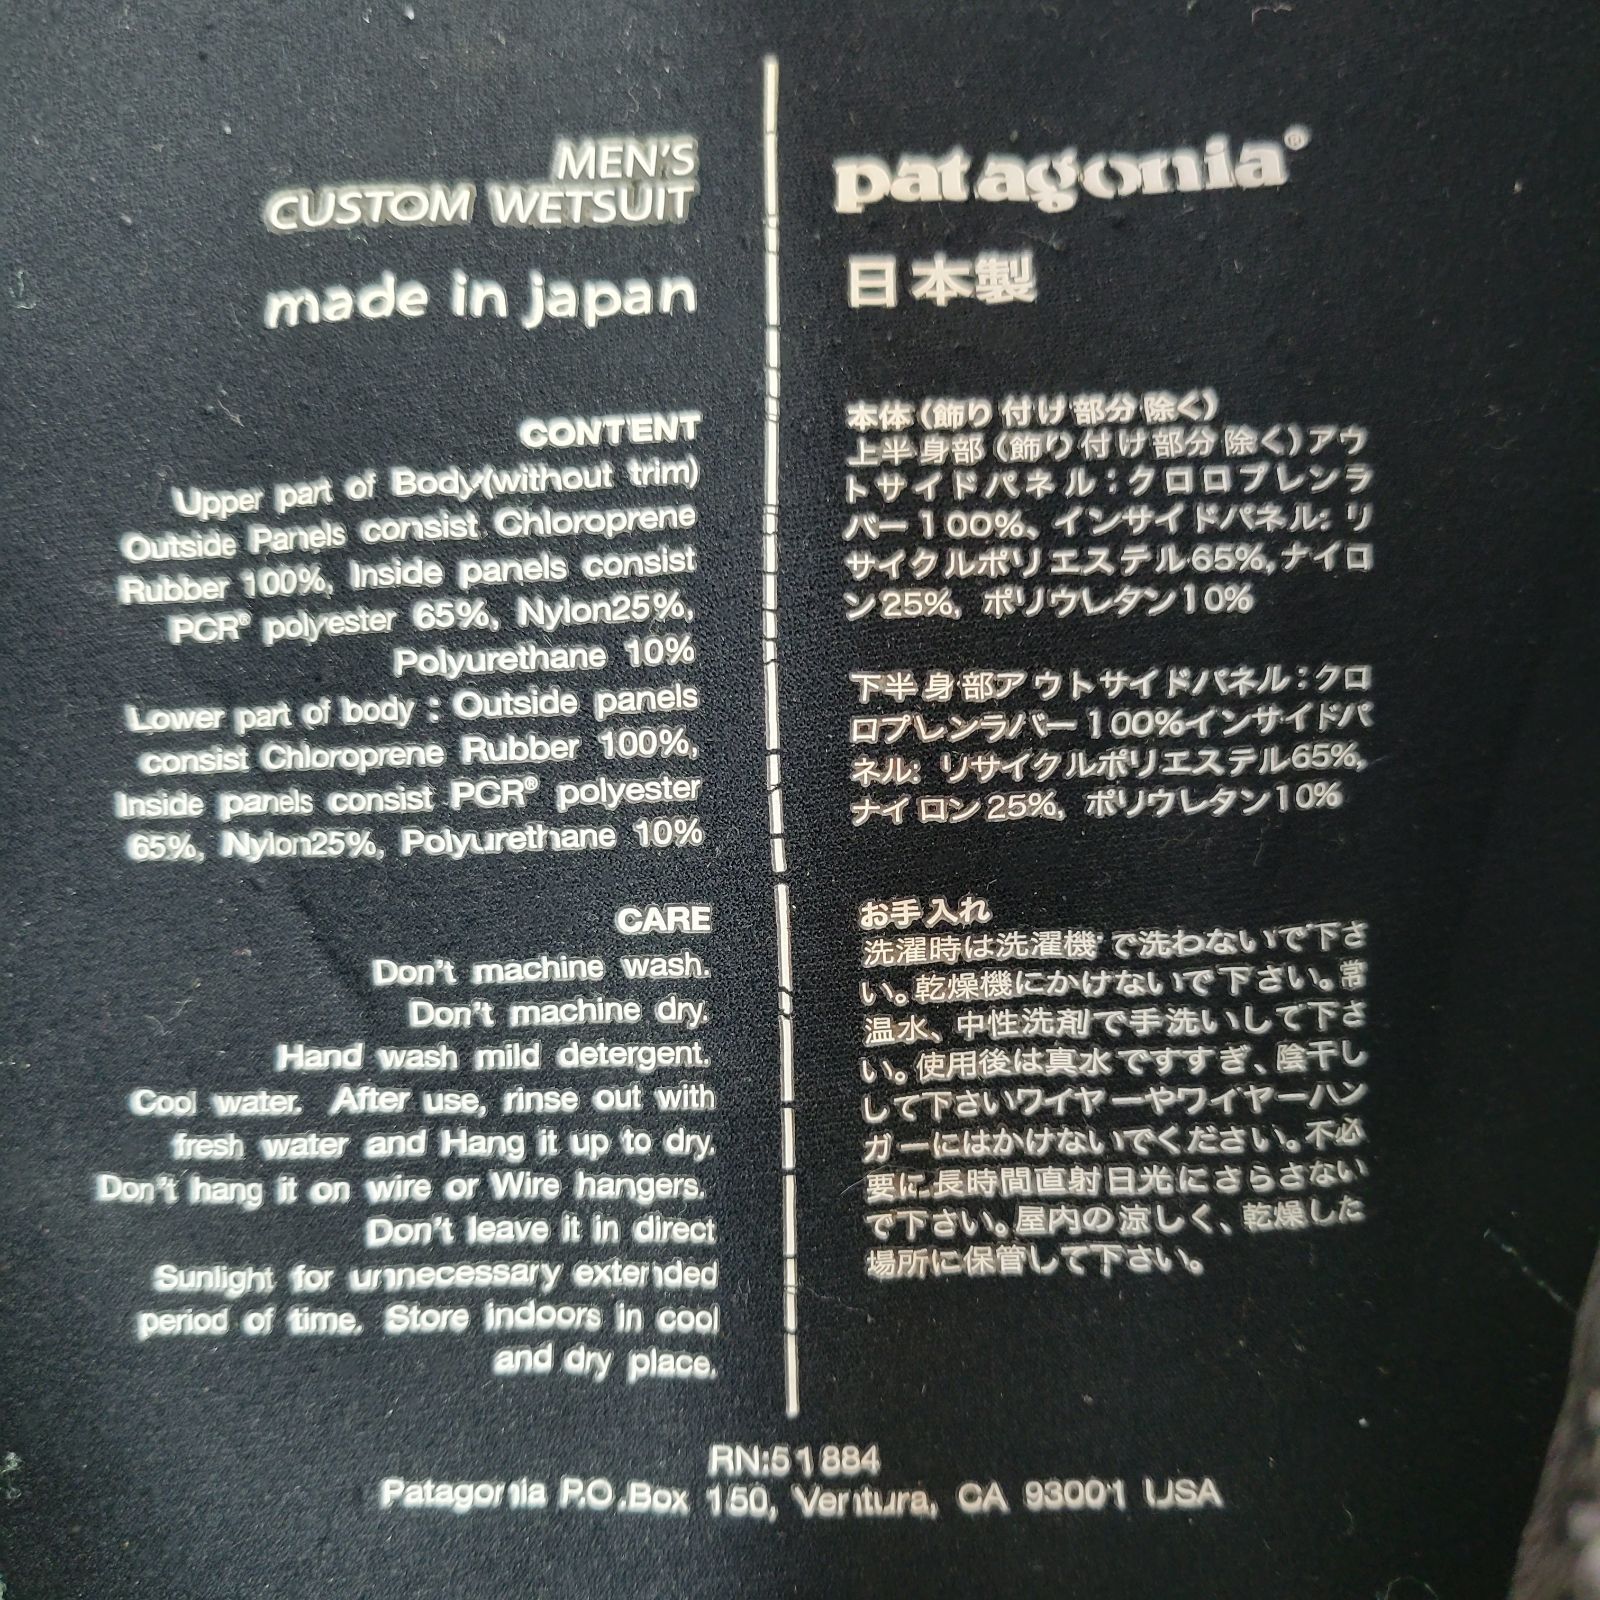 MEN'S
CUSTOM WETSUIT
made in japan
CONTENT
Upper part of Body(without trim)
Outside Panels consist Chloroprene
Rubber 100%, Inside panels consist
PCR® polyester 65%, Nylon25%,
Polyurethane 10%
Lower part of body : Outside panels
consist Chloroprene Rubber 100%,
Inside panels consist PCR® polyester
65%, Nylon25%, Polyurethane 10%
CARE
Don't machine wash.
Don't machine dry.
Hand wash mild detergent.
Cool water. After use, rinse out with
fresh water and Hang it up to dry.
Don't hang it on wire or Wire hangers.
Don't leave it in direct
Sunlight for unnecessary extended
period of time. Store indoors in cool
and dry place.
patagonia®
日本製
本体(飾り付け部分除く)
上半身部(飾り付け部分除く)アウ
トサイドパネル:クロロプレンラ
バー100%、インサイドパネル: リ
サイクルポリエステル65%,ナイロ
ン25%, ポリウレタン10%
下半身部アウトサイドパネル:クロ
ロプレンラバー100%インサイドパ
ネル: リサイクルポリエステル65%,
ナイロン25%, ポリウレタン10%
お手入れ
洗濯時は洗濯機で洗わないで下さ
い。乾燥機にかけないで下さい。常
温水、中性洗剤で手洗いして下さ
い。使用後は真水ですすぎ、陰干し
して下さいワイヤーやワイヤーハン
ガーにはかけないでください。不必
要に長時間直射日光にさらさない
で下さい。屋内の涼しく、乾燥した
場所に保管して下さい。
RN:51884
Patagonia P.O.Box 150, Ventura, CA 93001 USA